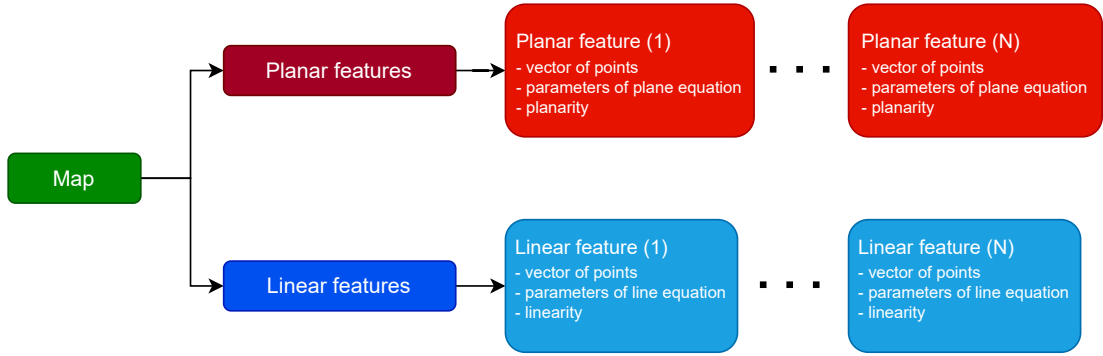 Map
Planar features
Planar feature (1)
- vector of points
- parameters of plane equation
- planarity
. . .
Planar feature (N)
- vector of points
- parameters of plane equation
- planarity
Linear features
Linear feature (1)
- vector of points
- parameters of line equation
- linearity
. . .
Linear feature (N)
- vector of points
- parameters of line equation
- linearity